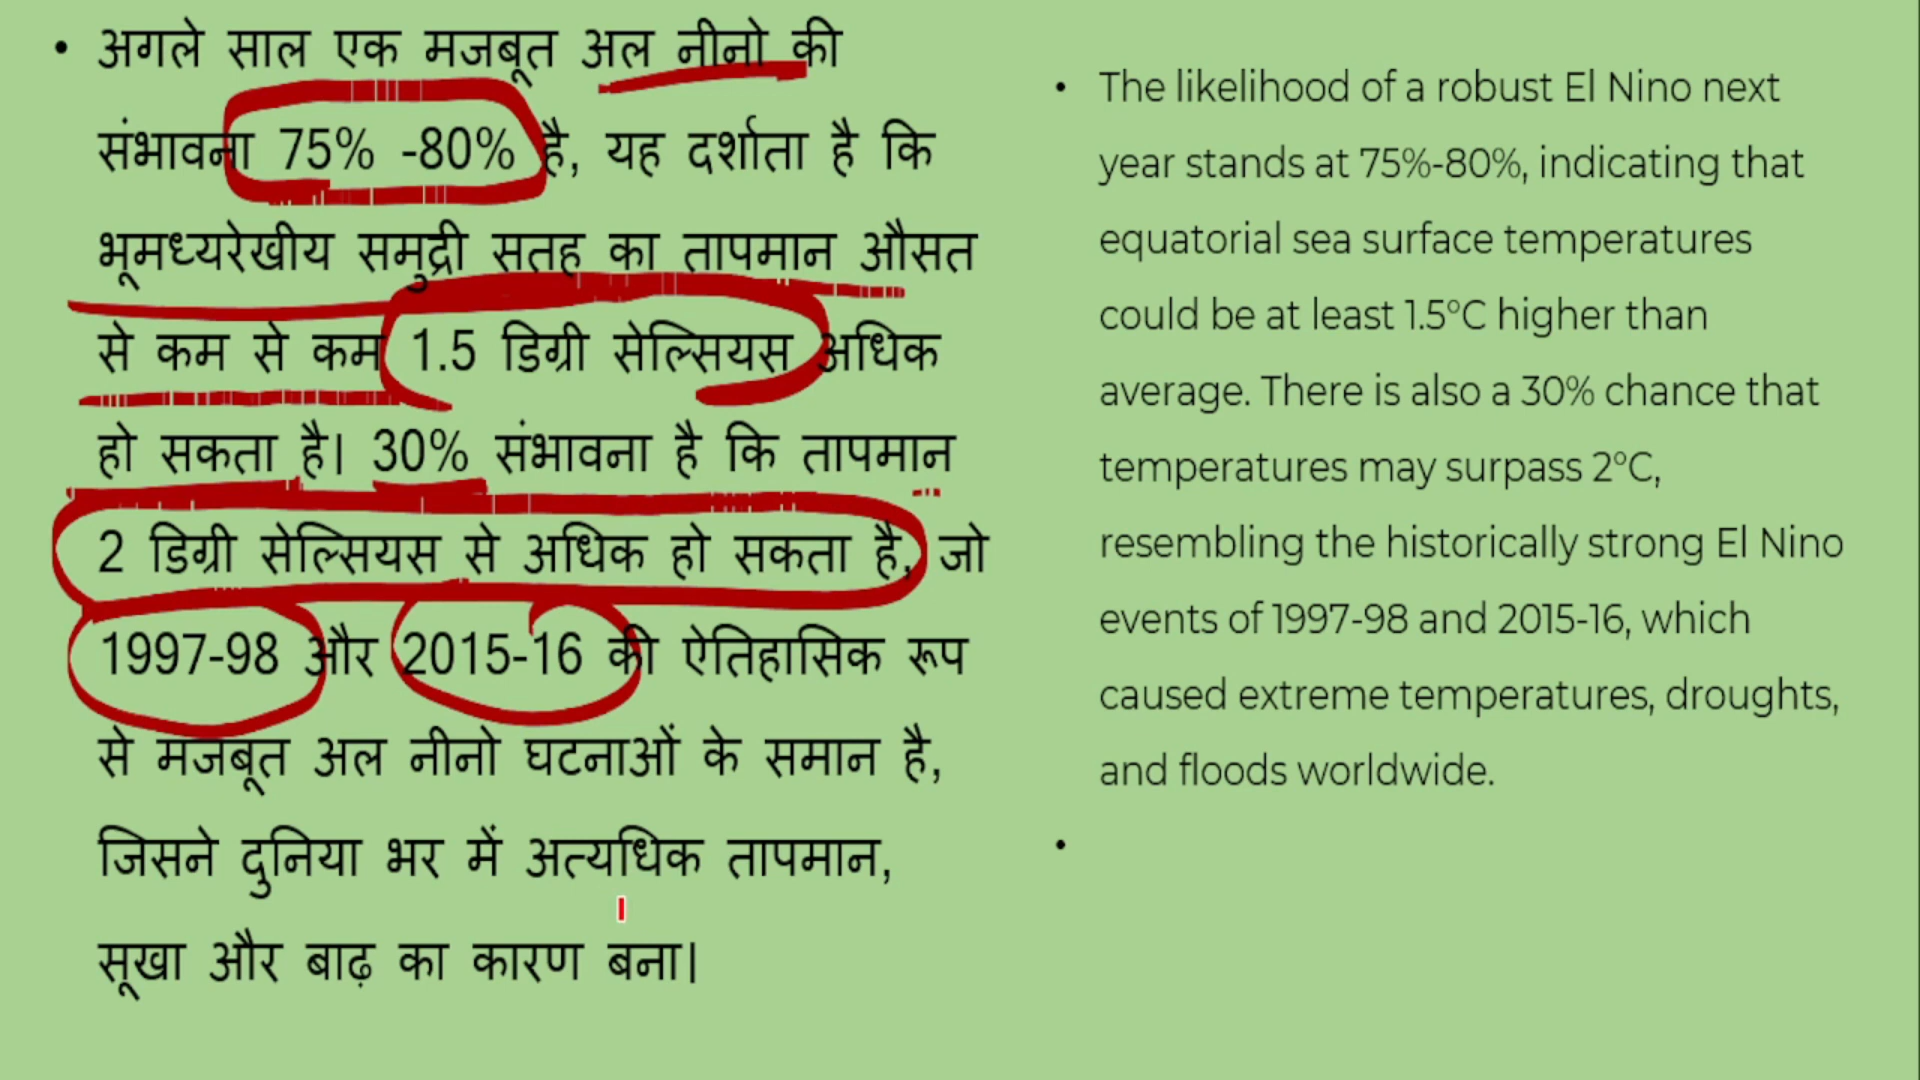 • अगले साल एक मजबूत अल नीनो की
संभावना 75% -80% है, यह दर्शाता है कि
भूमध्यरेखीय समुद्री सतह का तापमान औसत
से कम से कम 1.5 डिग्री सेल्सियस अधिक
हो सकता है। 30% संभावना है कि तापमान
2 डिग्री सेल्सियस से अधिक हो सकता है, जो
1997-98 और 2015-16 की ऐतिहासिक रूप
से मजबूत अल नीनो घटनाओं के समान है,
जिसने दुनिया भर में अत्यधिक तापमान,
सूखा और बाढ़ का कारण बना।
• The likelihood of a robust El Nino next
year stands at 75%-80%, indicating that
equatorial sea surface temperatures
could be at least 1.5°C higher than
average. There is also a 30% chance that
temperatures may surpass 2°C,
resembling the historically strong El Nino
events of 1997-98 and 2015-16, which
caused extreme temperatures, droughts,
and floods worldwide.
•